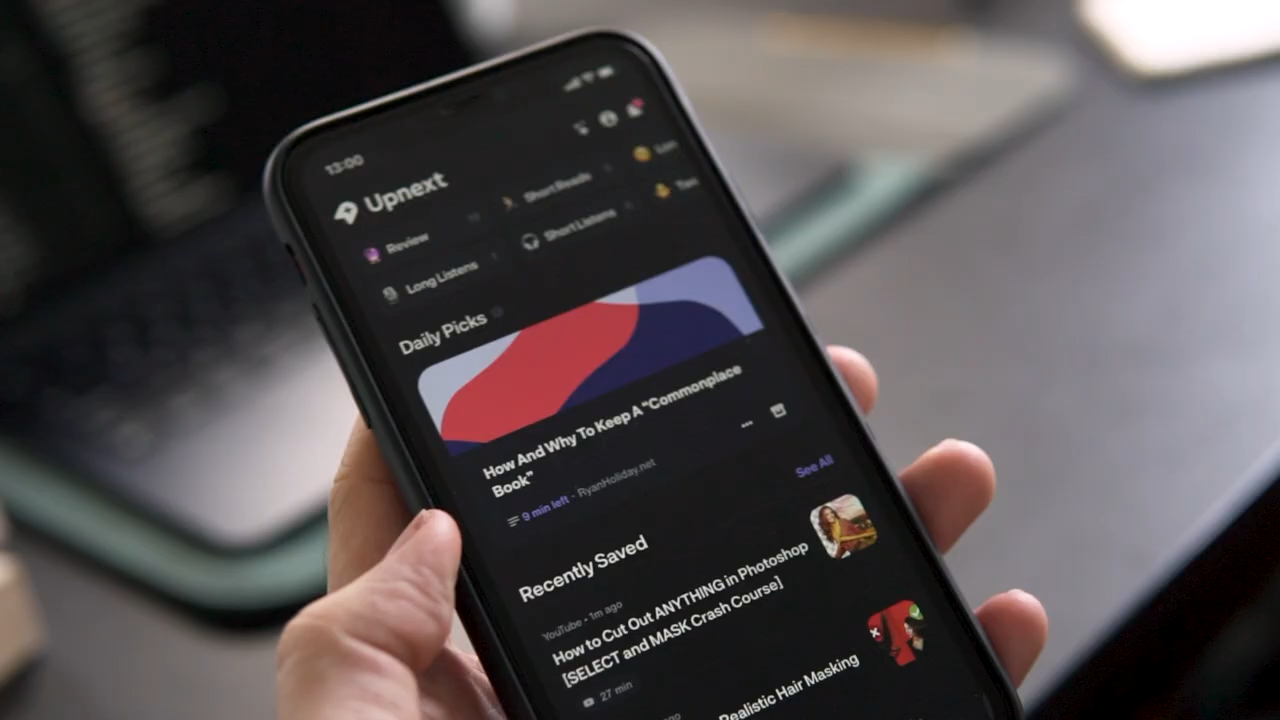 13:00
Upnext
Review
Short Reads
Long Listens
Short Listens
Daily Picks
How And Why To Keep A "Commonplace
Book"
9 min left · RyanHoliday.net
See All
Recently Saved
YouTube • 1m ago
How to Cut Out ANYTHING in Photoshop
[SELECT and MASK Crash Course]
27 min
Realistic Hair Masking